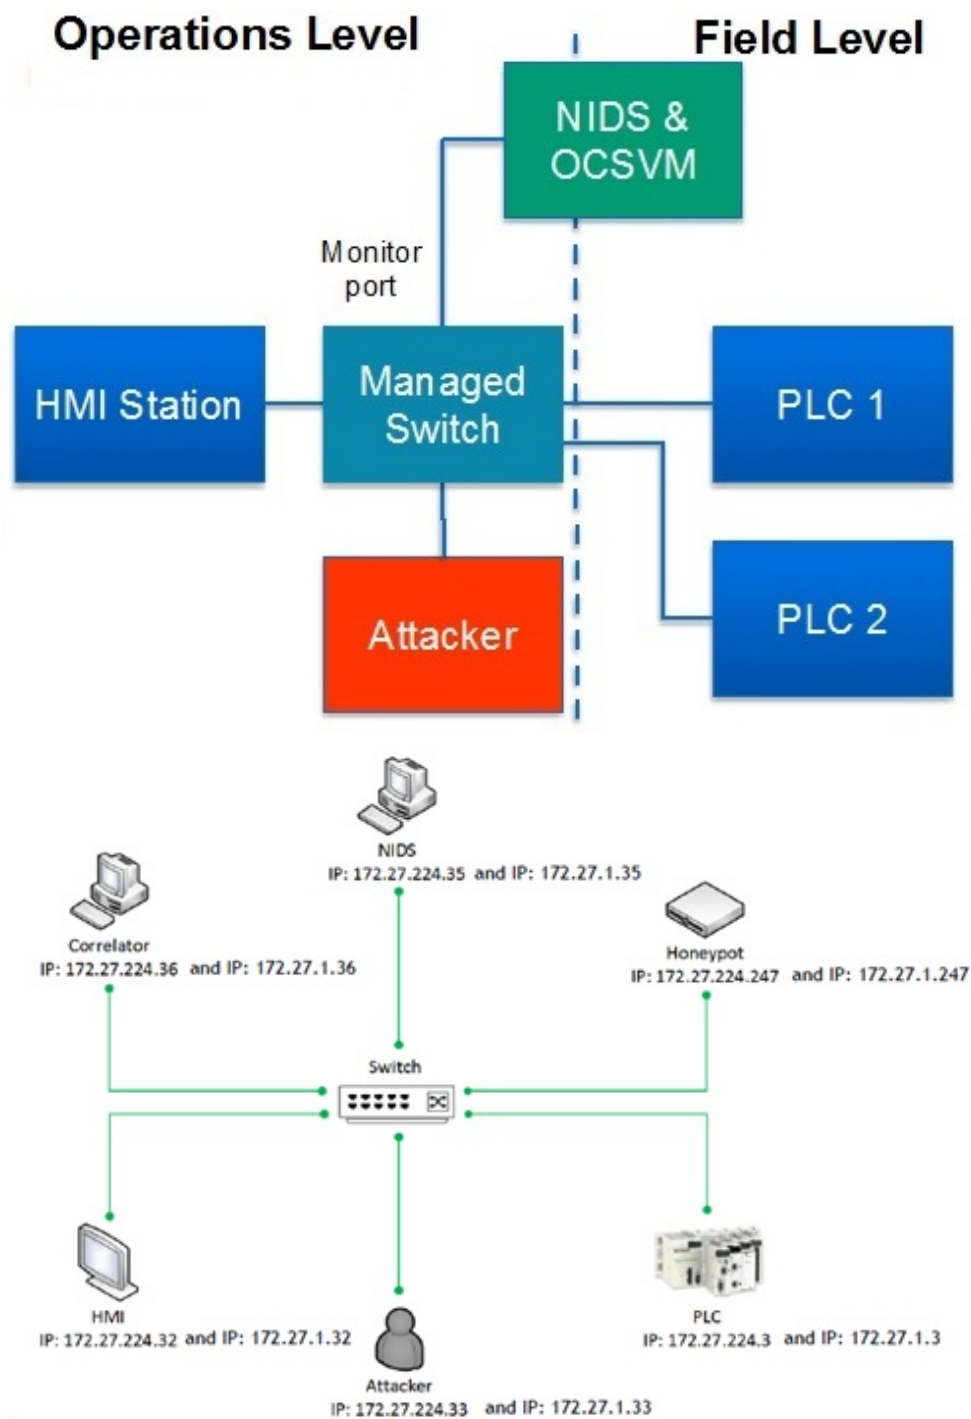 Operations Level
Field Level
NIDS &
OCSVM
Monitor
port
HMI Station
Managed
Switch
PLC 1
PLC 2
Attacker
NIDS
IP: 172.27.224.35 and IP: 172.27.1.35
Correlator
IP: 172.27.224.36 and IP: 172.27.1.36
Honeypot
IP: 172.27.224.247 and IP: 172.27.1.247
Switch
HMI
IP: 172.27.224.32 and IP: 172.27.1.32
PLC
IP: 172.27.224.3 and IP: 172.27.1.3
Attacker
IP: 172.27.224.33 and IP: 172.27.1.33